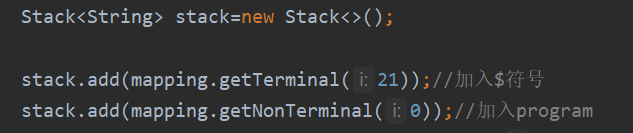 Stack<String> stack=new Stack<>();
stack.add(mapping.getTerminal( i: 21));//加入$符号
stack.add(mapping.getNonTerminal( i: 0));//加入program